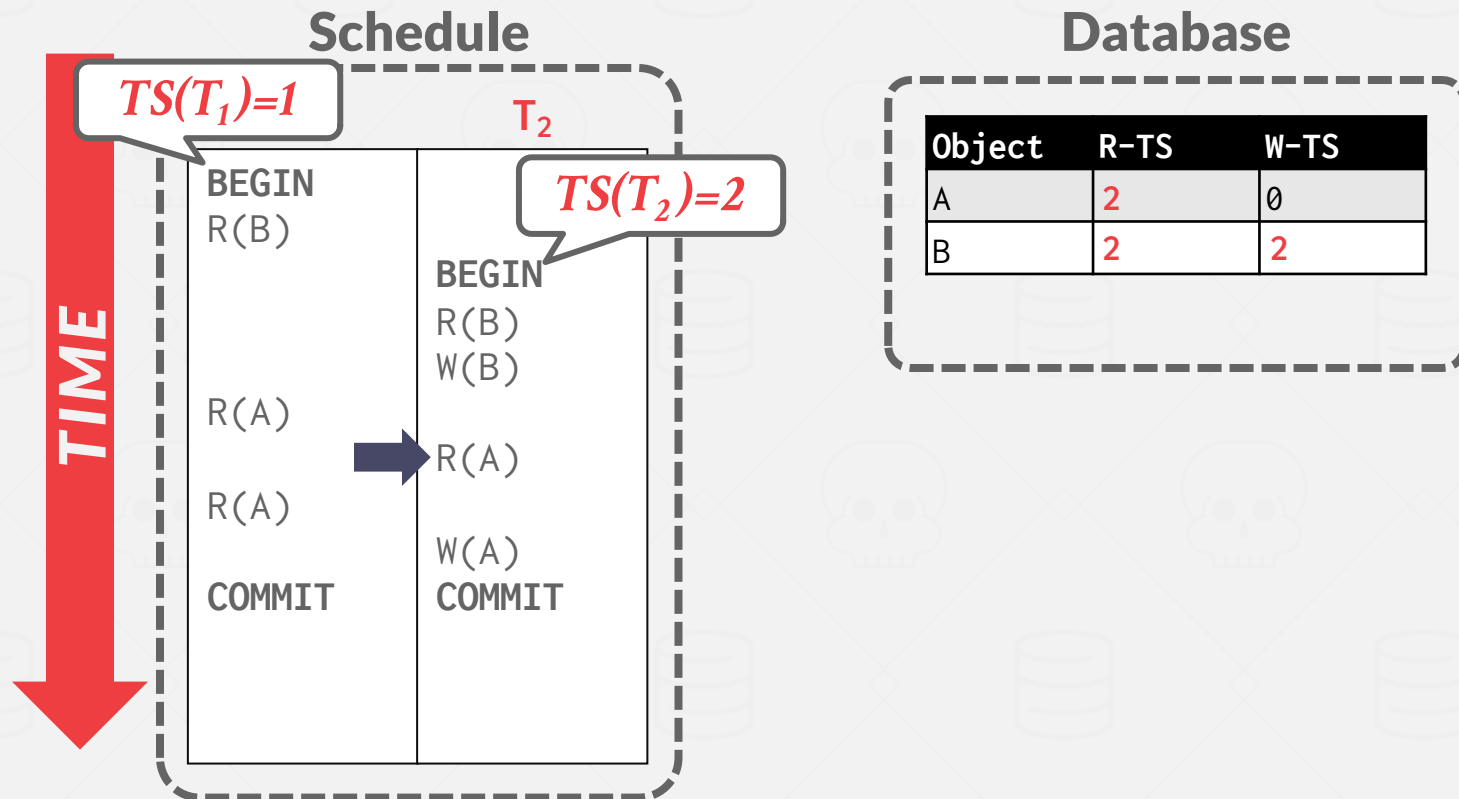 Schedule
TS(T₁)=1
T₂
BEGIN
R(B)
TS(T₂)=2
BEGIN
R(B)
W(B)
R(A)
R(A)
R(A)
W(A)
COMMIT COMMIT
TIME
Database
Object R-TS W-TS
A 2 0
B 2 2